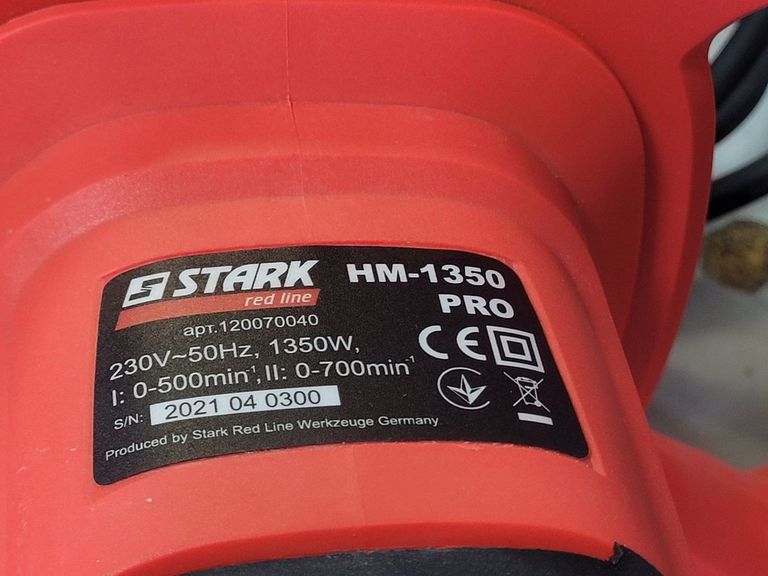 STARK HM-1350
red line PRO
арт.120070040
230V~50Hz, 1350W,
I: 0-500min⁻¹, II: 0-700min⁻¹
S/N: 2021 04 0300
Produced by Stark Red Line Werkzeuge Germany
CE